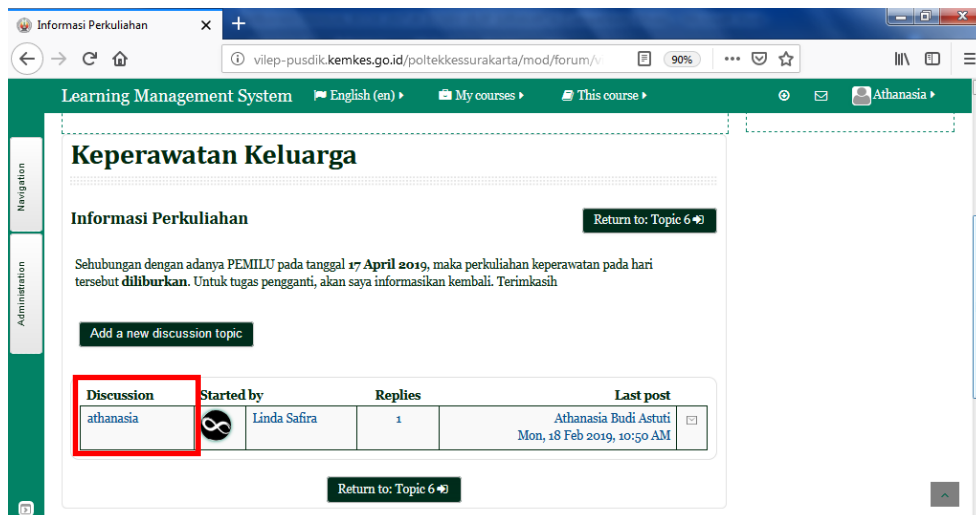 Informasi Perkuliahan
vilep-pusdik.kemkes.go.id/poltekkessurakarta/mod/forum/v
90%
Learning Management System English (en) My courses This course Athanasia
Navigation
Administration
Keperawatan Keluarga
Informasi Perkuliahan
Return to: Topic 6
Sehubungan dengan adanya PEMILU pada tanggal 17 April 2019, maka perkuliahan keperawatan pada hari
tersebut diliburkan. Untuk tugas pengganti, akan saya informasikan kembali. Terimkasih
Add a new discussion topic
Discussion Started by Replies Last post
athanasia Linda Safira 1 Athanasia Budi Astuti
Mon, 18 Feb 2019, 10:50 AM
Return to: Topic 6